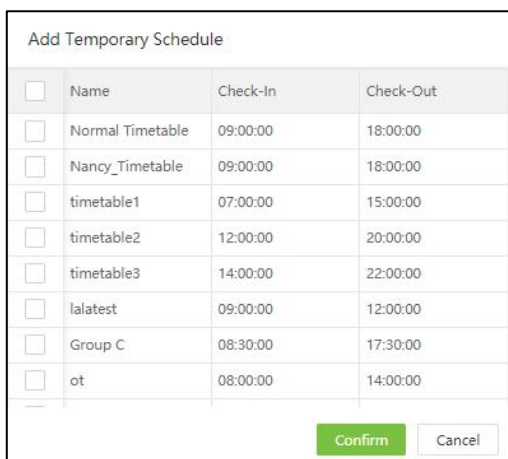 Add Temporary Schedule
Name Check-In Check-Out
Normal Timetable 09:00:00 18:00:00
Nancy_Timetable 09:00:00 18:00:00
timetable1 07:00:00 15:00:00
timetable2 12:00:00 20:00:00
timetable3 14:00:00 22:00:00
lalatest 09:00:00 12:00:00
Group C 08:30:00 17:30:00
ot 08:00:00 14:00:00
Confirm Cancel